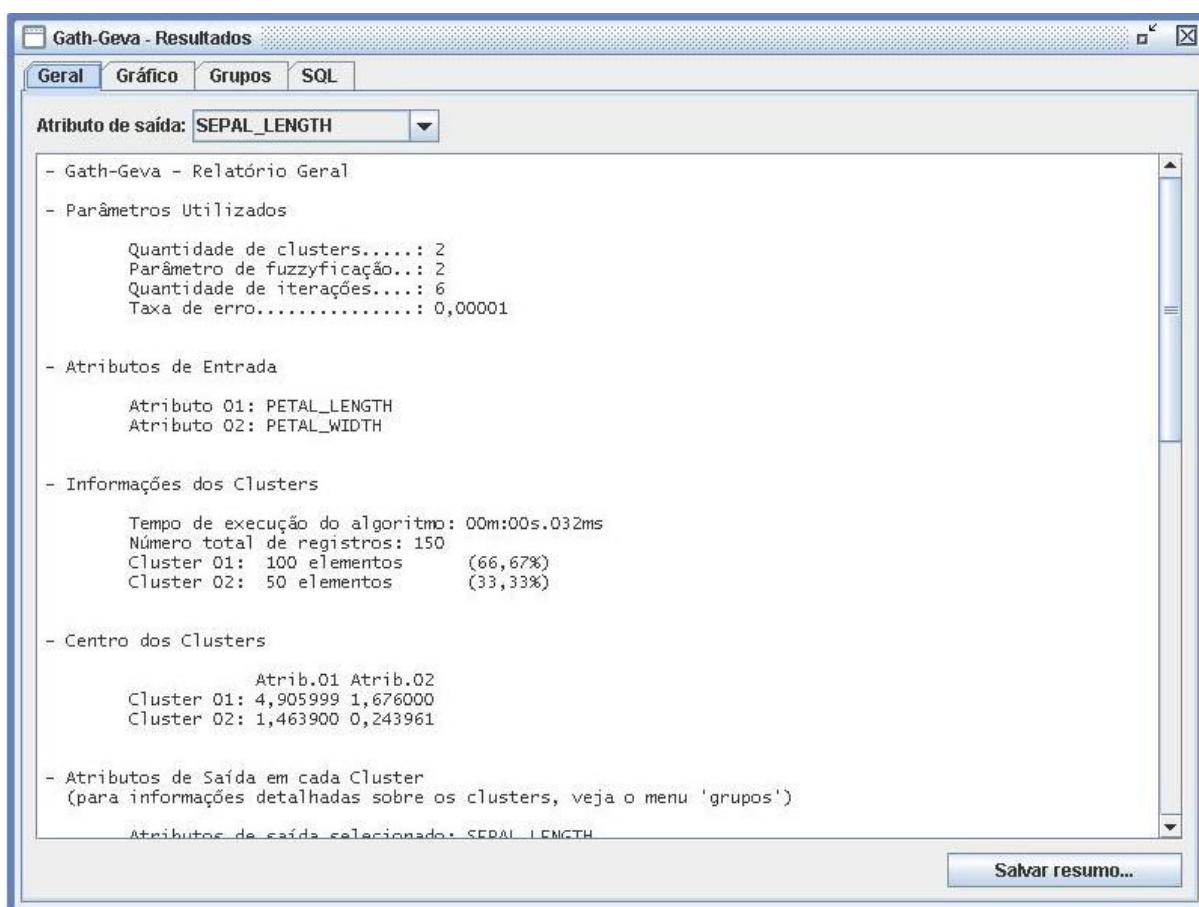 Gath-Geva - Resultados
Geral Gráfico Grupos SQL
Atributo de saída: SEPAL_LENGTH
- Gath-Geva - Relatório Geral
- Parâmetros Utilizados
Quantidade de clusters.....: 2
Parâmetro de fuzzyficação..: 2
Quantidade de iterações....: 6
Taxa de erro...............: 0,00001
- Atributos de Entrada
Atributo 01: PETAL_LENGTH
Atributo 02: PETAL_WIDTH
- Informações dos Clusters
Tempo de execução do algoritmo: 00m:00s.032ms
Número total de registros: 150
Cluster 01: 100 elementos (66,67%)
Cluster 02: 50 elementos (33,33%)
- Centro dos Clusters
Atrib.01 Atrib.02
Cluster 01: 4,905999 1,676000
Cluster 02: 1,463900 0,243961
- Atributos de Saída em cada Cluster
(para informações detalhadas sobre os clusters, veja o menu 'grupos')
Atributos de saída selecionado: SEPAL_LENGTH
Salvar resumo...